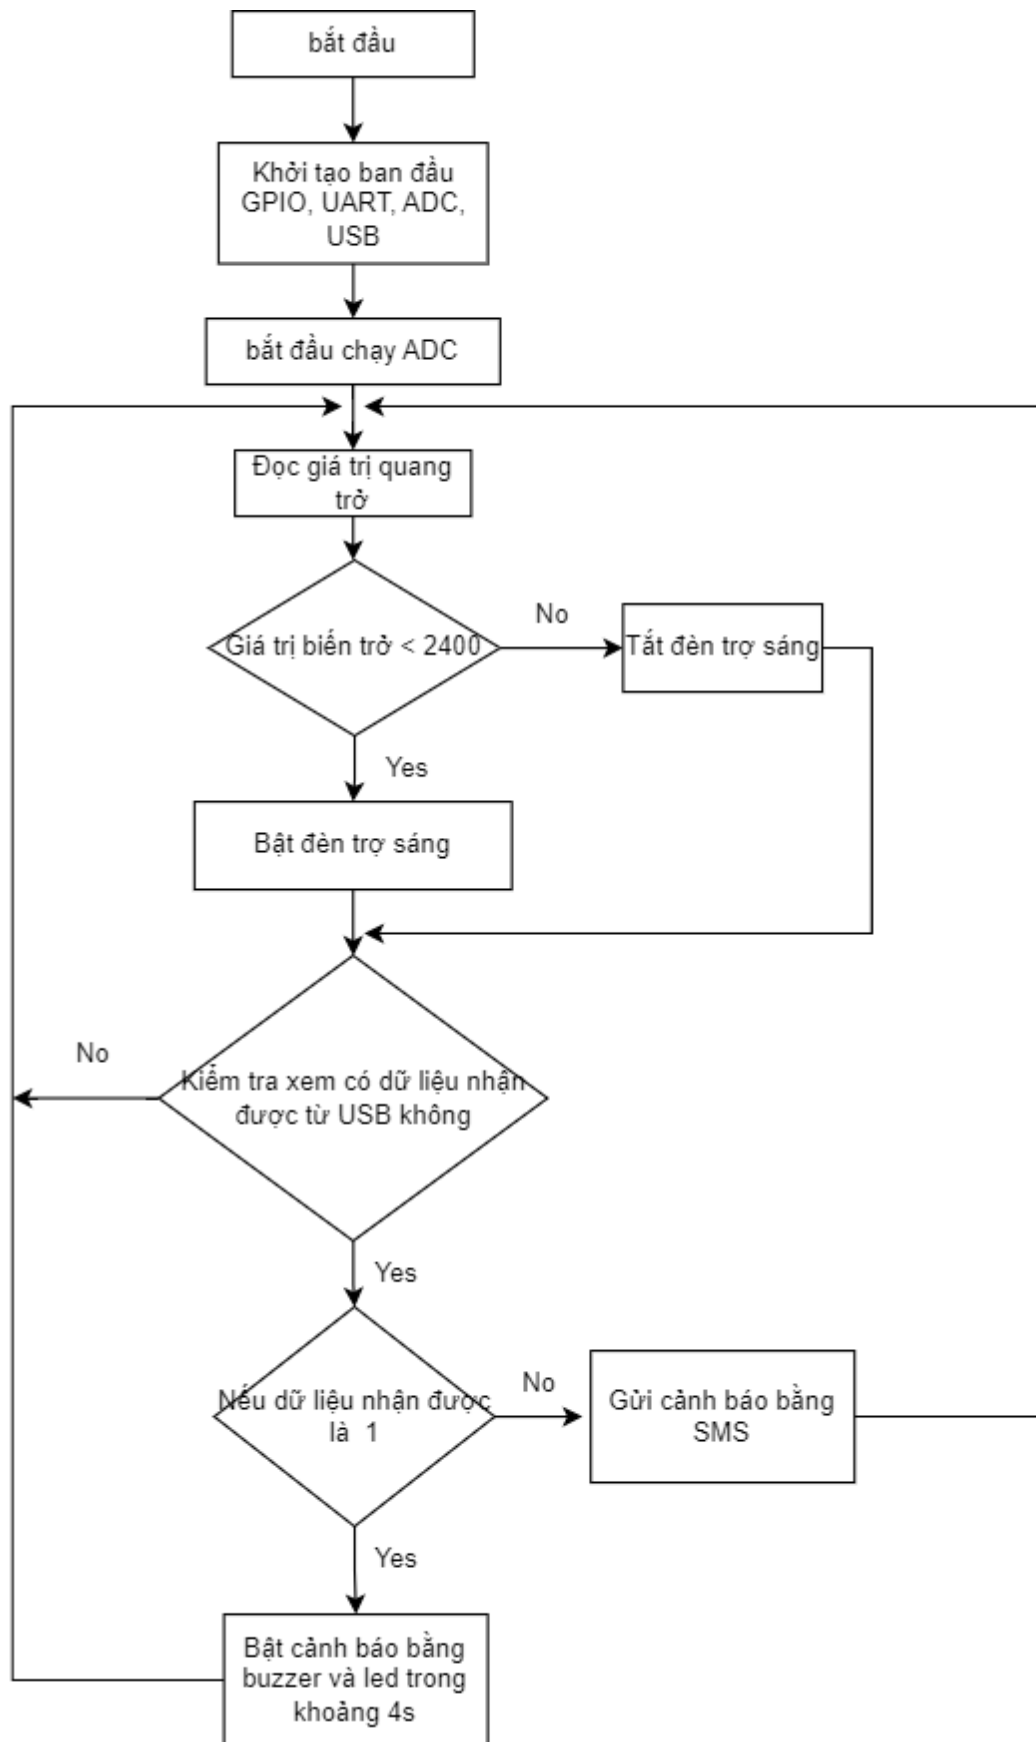 bắt đầu
Khởi tạo ban đầu
GPIO, UART, ADC,
USB
bắt đầu chạy ADC
Đọc giá trị quang
trở
Giá trị biến trở < 2400
No
Tắt đèn trợ sáng
Yes
Bật đèn trợ sáng
No
Kiểm tra xem có dữ liệu nhận
được từ USB không
Yes
Nếu dữ liệu nhận được
là 1
No
Gửi cảnh báo bằng
SMS
Yes
Bật cảnh báo bằng
buzzer và led trong
khoảng 4s